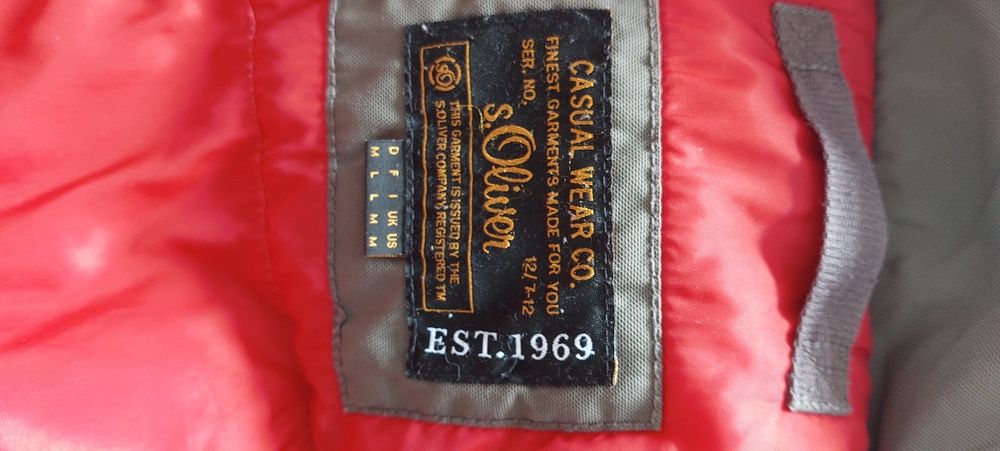 CASUAL WEAR CO.
FINEST GARMENTS MADE FOR YOU
SER. NO. 12/7-12
s.Oliver
THIS GARMENT IS ISSUED BY THE
S.OLIVER COMPANY, REGISTERED TM
EST.1969
D F I UK US
M L L M M